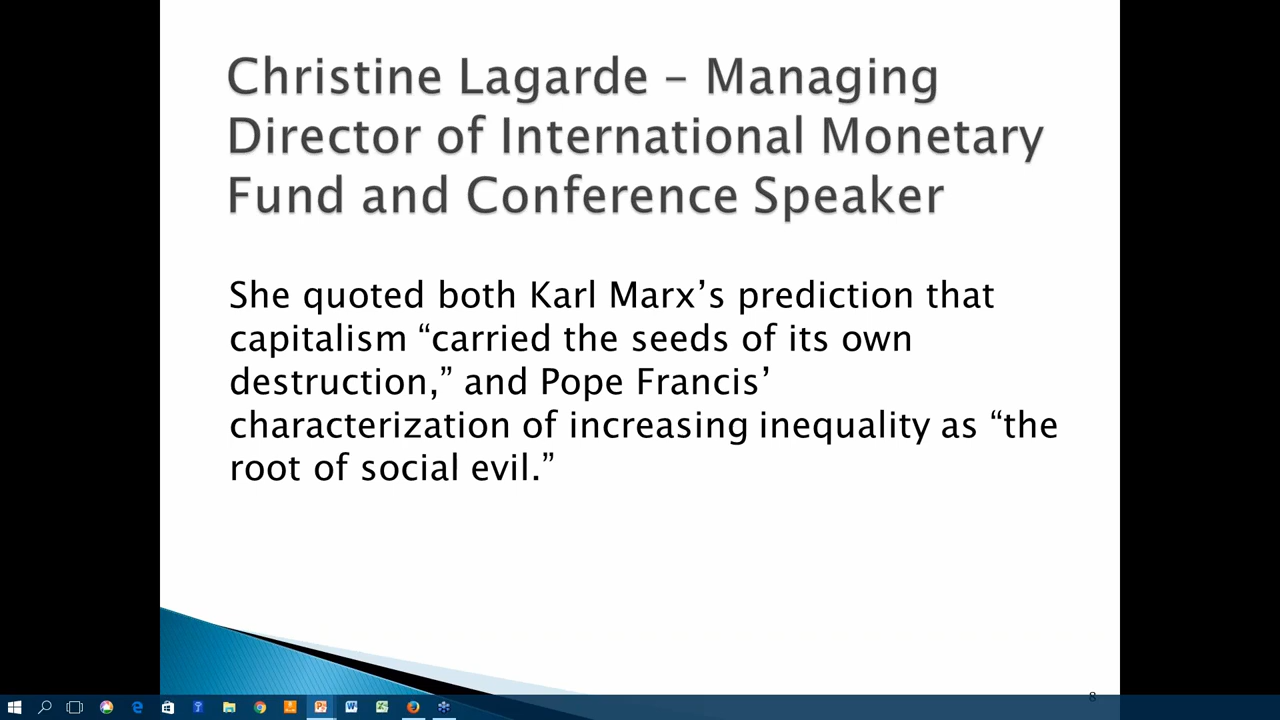 Christine Lagarde – Managing
Director of International Monetary
Fund and Conference Speaker
She quoted both Karl Marx’s prediction that
capitalism “carried the seeds of its own
destruction,” and Pope Francis’
characterization of increasing inequality as “the
root of social evil.”
8